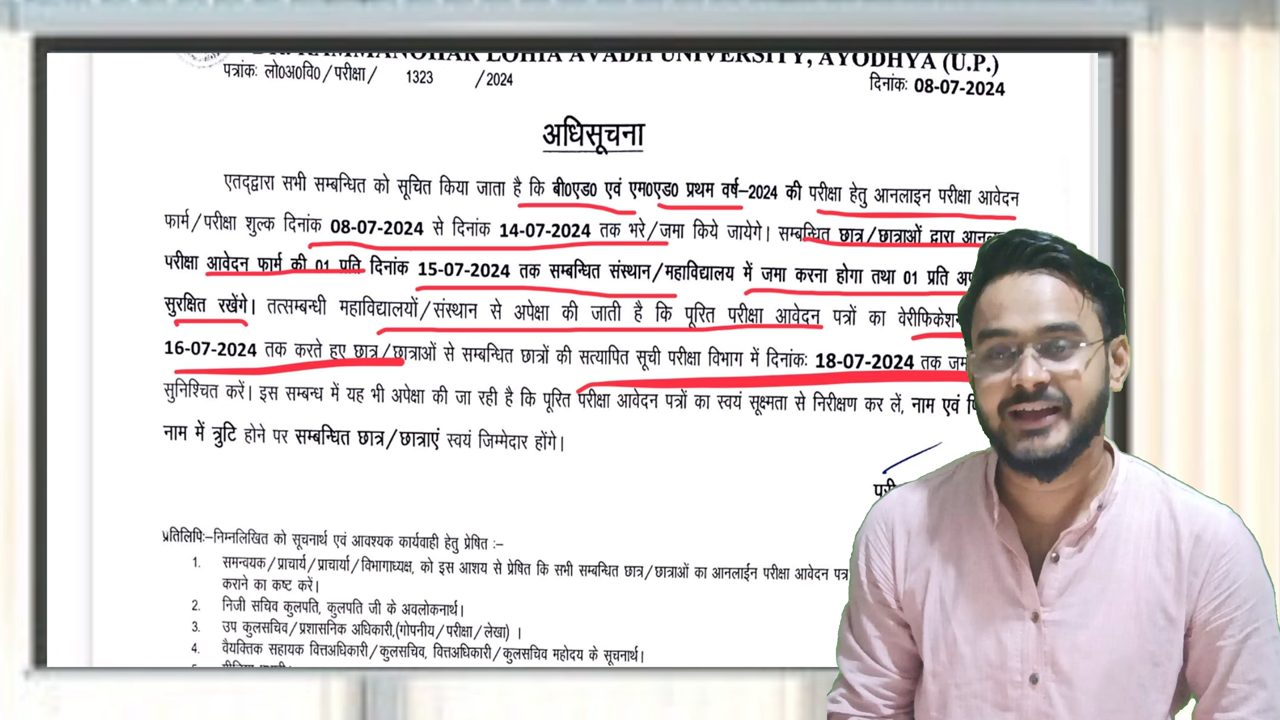 RAMMANOHAR LOHIA AVADH UNIVERSITY, AYODHYA (U.P.)
पत्रांकः लो0अ0वि0/परीक्षा/ 1323 /2024
दिनांकः 08-07-2024
अधिसूचना
एतद्द्वारा सभी सम्बन्धित को सूचित किया जाता है कि बी0एड0 एवं एम0एड0 प्रथम वर्ष–2024 की परीक्षा हेतु आनलाइन परीक्षा आवेदन
फार्म/परीक्षा शुल्क दिनांक 08-07-2024 से दिनांक 14-07-2024 तक भरे/जमा किये जायेगे। सम्बन्धित छात्र/छात्राओं द्वारा
परीक्षा आवेदन फार्म की 01 प्रति दिनांक 15-07-2024 तक सम्बन्धित संस्थान/महाविद्यालय में जमा करना होगा तथा 01 प्रति
सुरक्षित रखेंगे। तत्सम्बन्धी महाविद्यालयों/संस्थान से अपेक्षा की जाती है कि पूरित परीक्षा आवेदन पत्रों का
16-07-2024 तक करते हुए छात्र/छात्राओं से सम्बन्धित छात्रों की सत्यापित सूची परीक्षा विभाग में दिनांकः 18-07-2024 तक
सुनिश्चित करें। इस सम्बन्ध में यह भी अपेक्षा की जा रही है कि पूरित परीक्षा आवेदन पत्रों का स्वयं सूक्ष्मता से निरीक्षण कर लें, नाम एवं
नाम में त्रुटि होने पर सम्बन्धित छात्र/छात्राएं स्वयं जिम्मेदार होंगे।
प्रतिलिपिः–निम्नलिखित को सूचनार्थ एवं आवश्यक कार्यवाही हेतु प्रेषित :–
1. समन्वयक/प्राचार्य/प्राचार्या/विभागाध्यक्ष, को इस आशय से प्रेषित कि सभी सम्बन्धित छात्र/छात्राओं का आनलाईन परीक्षा आवेदन पत्र
कराने का कष्ट करें।
2. निजी सचिव कुलपति, कुलपति जी के अवलोकनार्थ।
3. उप कुलसचिव/प्रशासनिक अधिकारी,(गोपनीय/परीक्षा/लेखा) ।
4. वैयक्तिक सहायक वित्तअधिकारी/कुलसचिव, वित्तअधिकारी/कुलसचिव महोदय के सूचनार्थ।